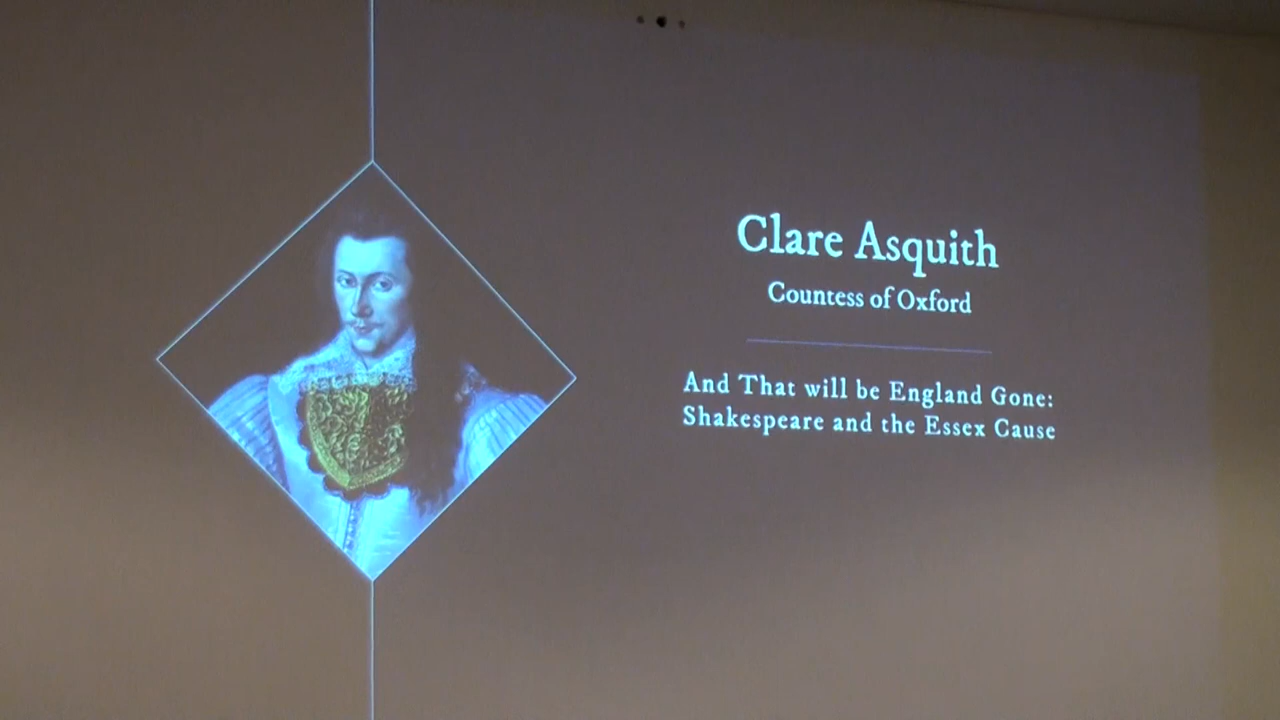 Clare Asquith
Countess of Oxford
And That will be England Gone:
Shakespeare and the Essex Cause